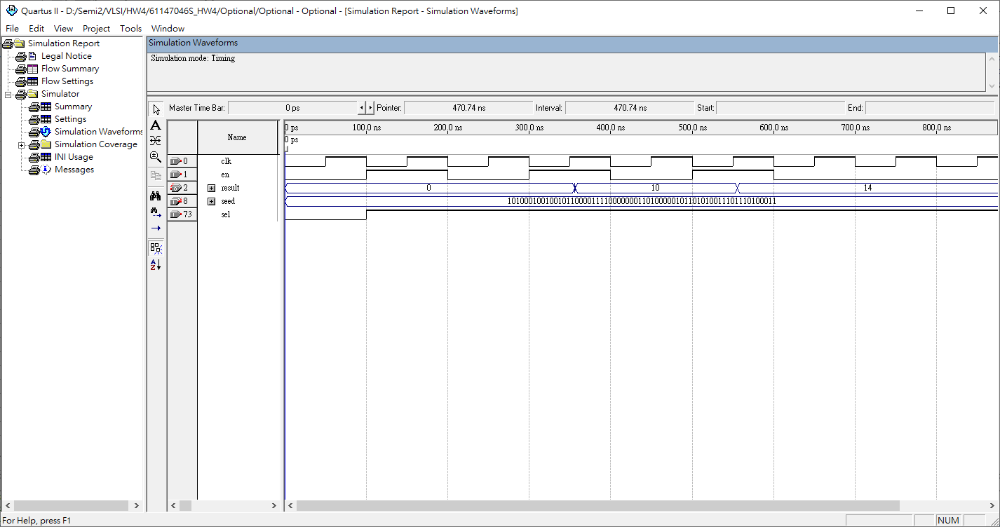 Quartus II - D:/Semi2/VLSI/HW4/61147046S_HW4/Optional/Optional - Optional - [Simulation Report - Simulation Waveforms]
File Edit View Project Tools Window
Simulation Report
Legal Notice
Flow Summary
Flow Settings
Simulator
Summary
Settings
Simulation Waveforms
Simulation Coverage
INI Usage
Messages
Simulation Waveforms
Simulation mode: Timing
Master Time Bar: 0 ps Pointer: 470.74 ns Interval: 470.74 ns Start: End:
Name
0 ps 100.0 ns 200.0 ns 300.0 ns 400.0 ns 500.0 ns 600.0 ns 700.0 ns 800.0 ns
0 ps
0 clk
1 en
2 result 0 10 14
8 seed
73 sel
A
A
Z
For Help, press F1
NUM